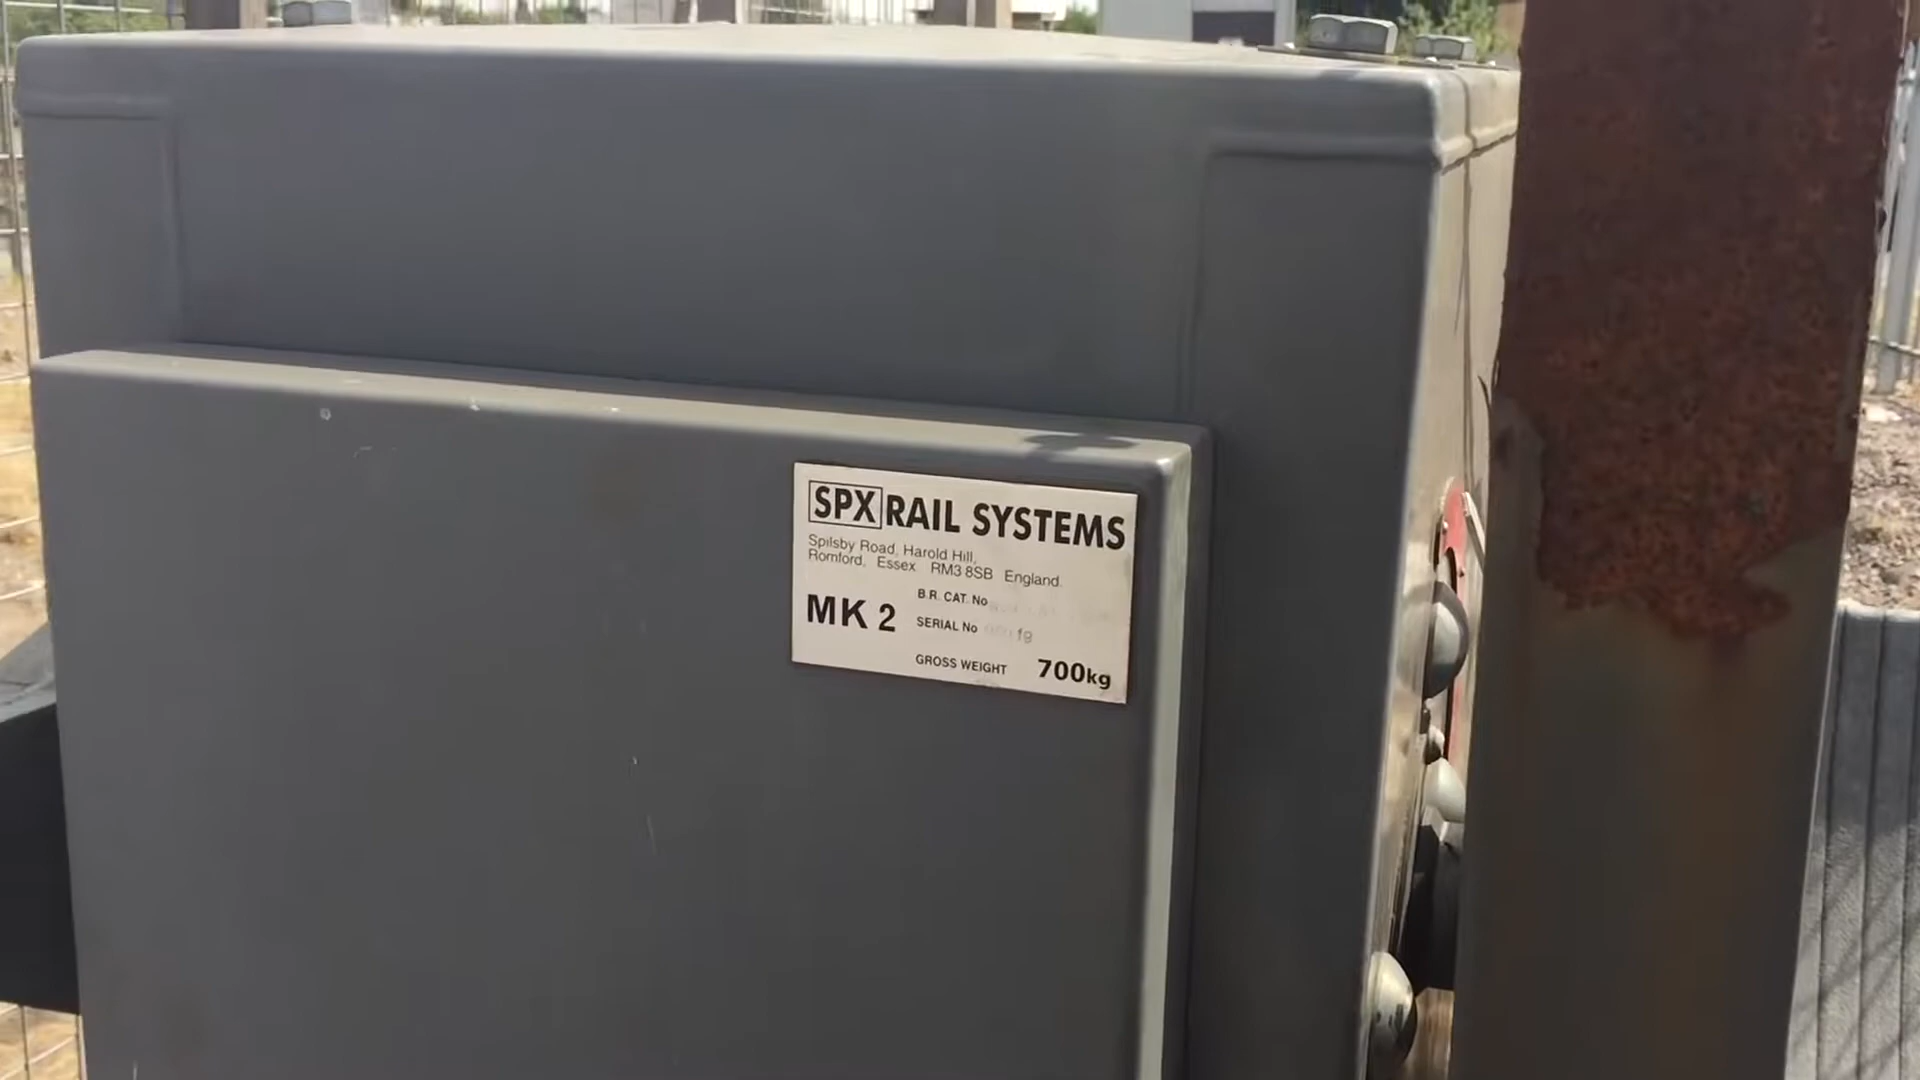 SPX RAIL SYSTEMS
Spilsby Road, Harold Hill,
Romford, Essex RM3 8SB England.
MK 2
B.R. CAT. No
SERIAL No
GROSS WEIGHT 700kg